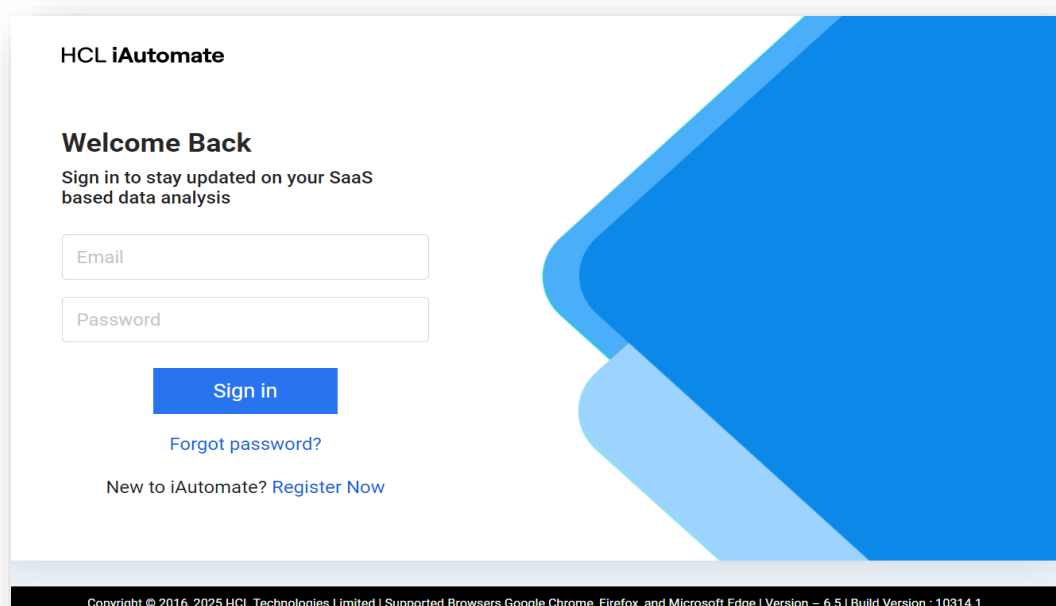 HCL iAutomate
Welcome Back
Sign in to stay updated on your SaaS
based data analysis
Email
Password
Sign in
Forgot password?
New to iAutomate? Register Now
Copyright © 2016, 2025 HCL Technologies Limited | Supported Browsers Google Chrome, Firefox, and Microsoft Edge | Version – 6.5 | Build Version : 10314.1